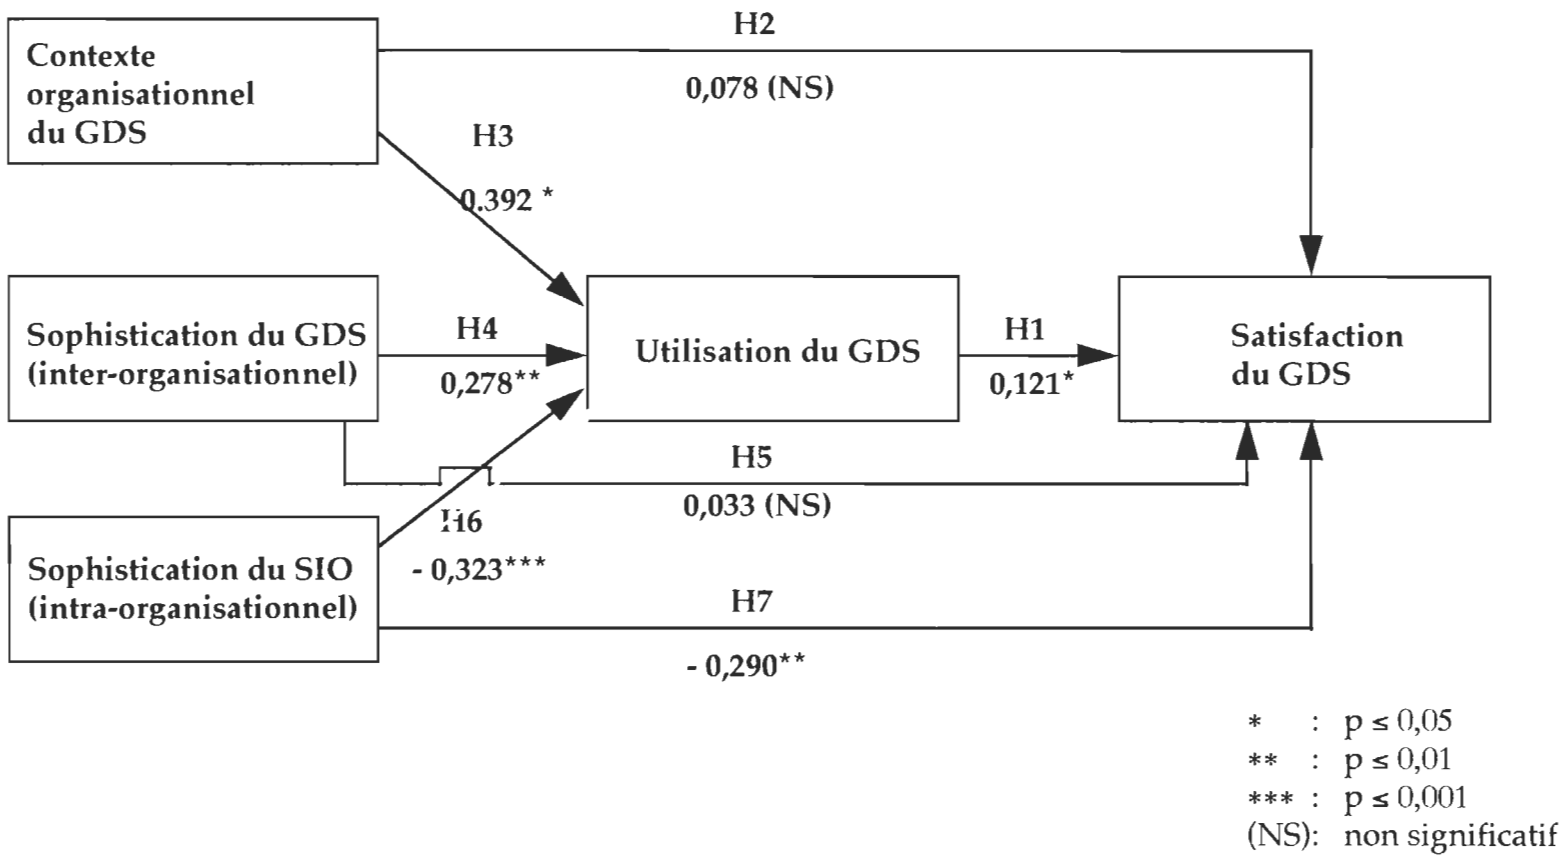 Contexte
organisationnel
du GDS
H2
0,078 (NS)
H3
0.392 *
Sophistication du GDS
(inter-organisationnel)
H4
0,278**
Utilisation du GDS
H1
0,121*
Satisfaction
du GDS
H5
0,033 (NS)
Sophistication du SIO
(intra-organisationnel)
H6
- 0,323***
H7
- 0,290**
* : p ≤ 0,05
** : p ≤ 0,01
*** : p ≤ 0,001
(NS): non significatif